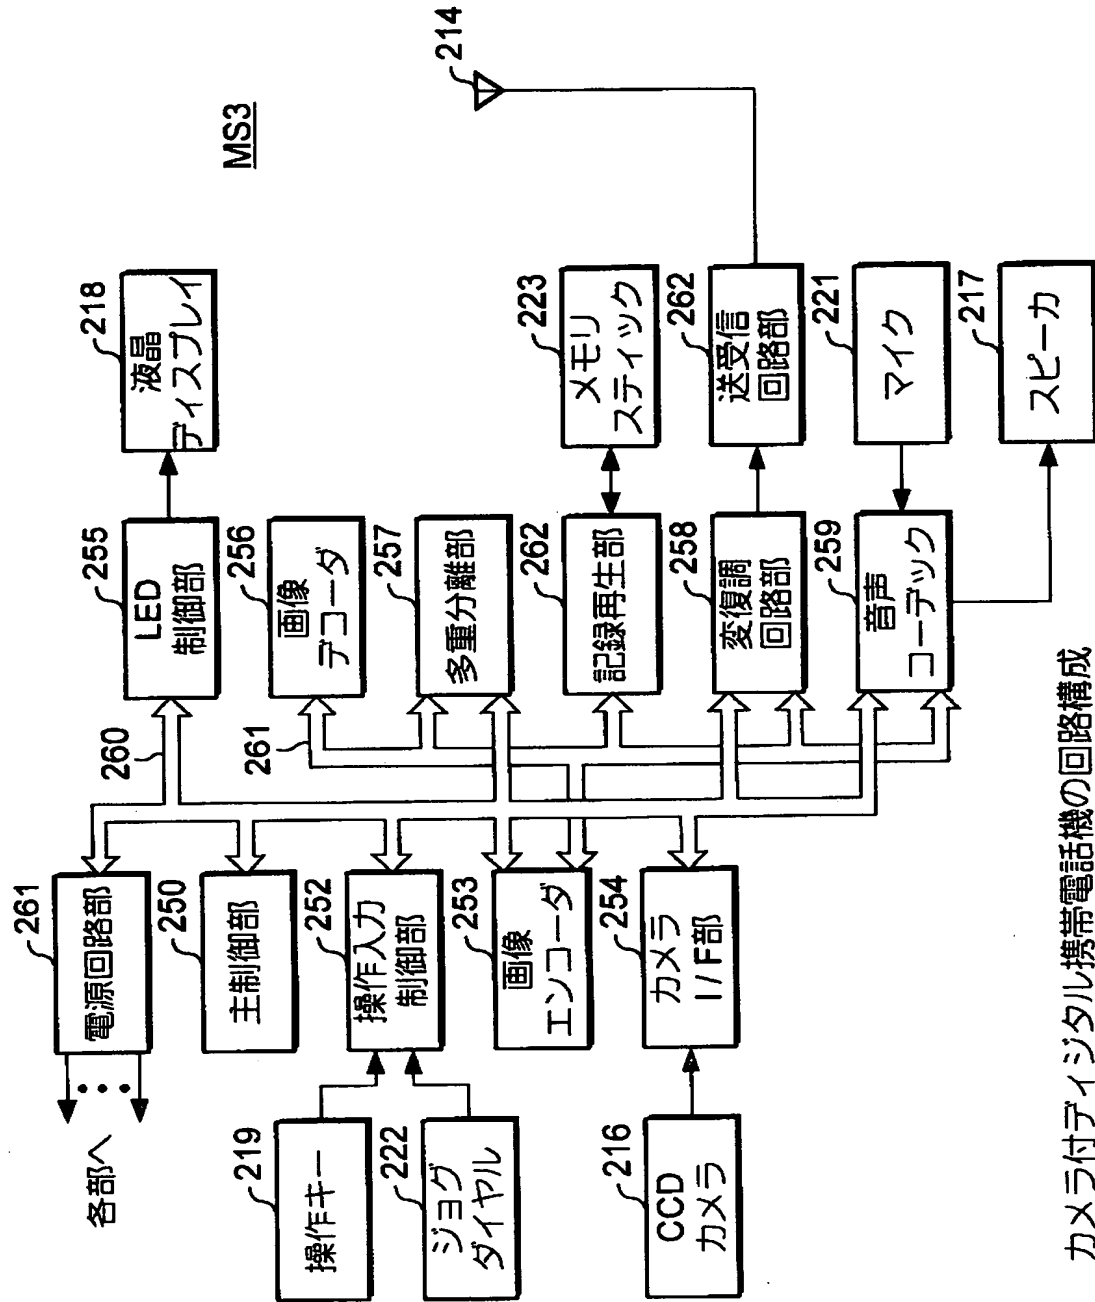 MS3
214
各部へ
261
電源回路部
250
主制御部
219
操作キー
222
ジョグ
ダイヤル
252
操作入力
制御部
253
画像
エンコーダ
216
CCD
カメラ
254
カメラ
I/F部
260
261
255
LED
制御部
218
液晶
ディスプレイ
256
画像
デコーダ
257
多重分離部
262
記録再生部
223
メモリ
スティック
258
変復調
回路部
262
送受信
回路部
259
音声
コーデック
221
マイク
217
スピーカ
カメラ付ディジタル携帯電話機の回路構成